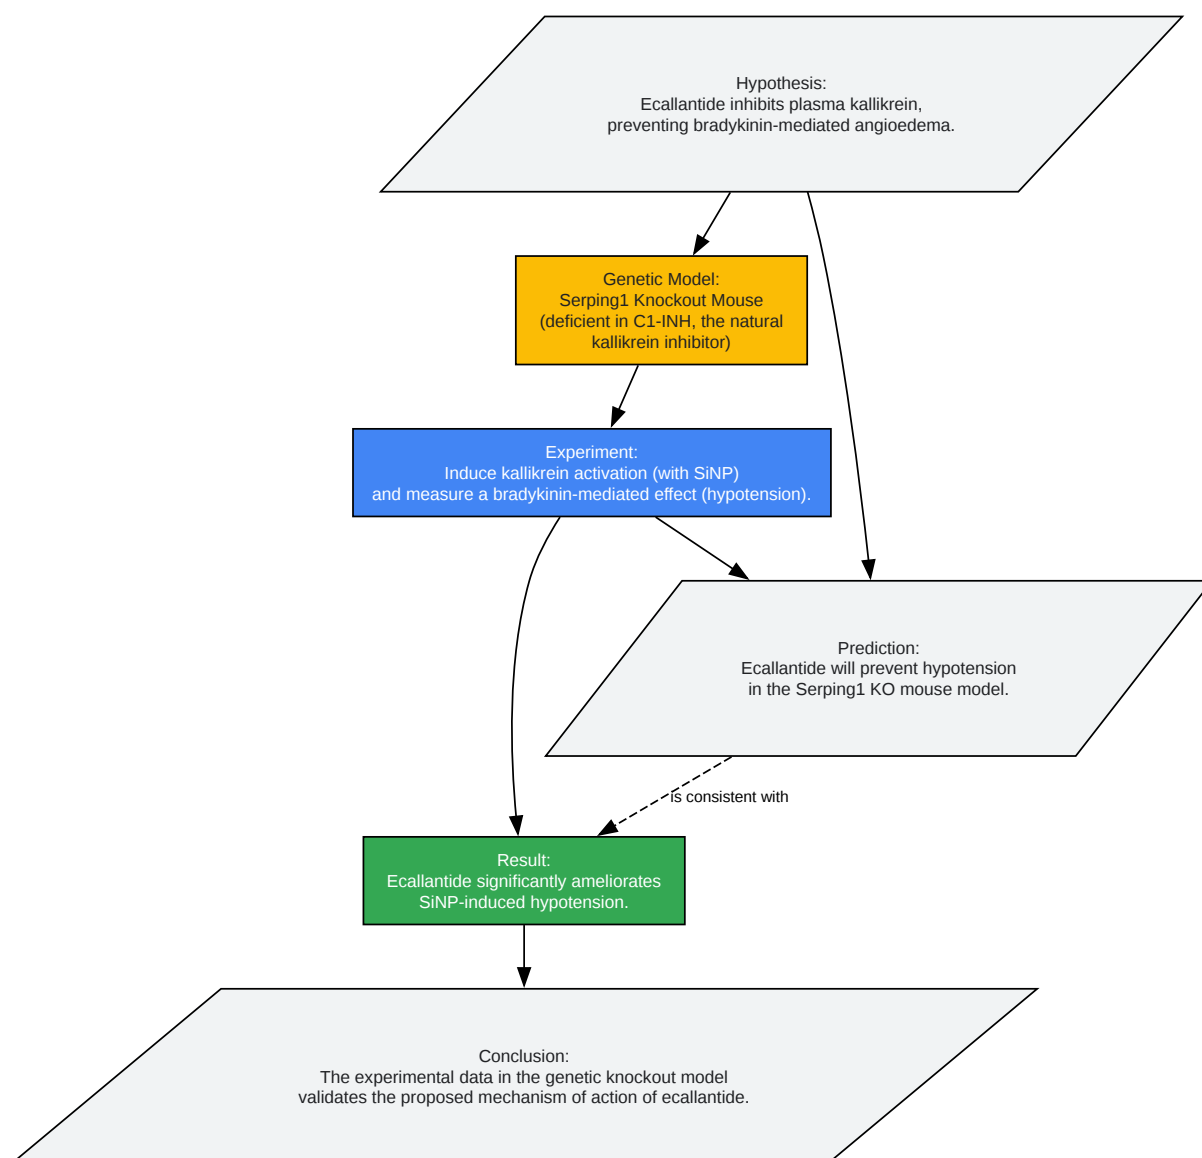 Hypothesis:
Ecallantide inhibits plasma kallikrein,
preventing bradykinin-mediated angioedema.
Genetic Model:
Serping1 Knockout Mouse
(deficient in C1-INH, the natural
kallikrein inhibitor)
Experiment:
Induce kallikrein activation (with SiNP)
and measure a bradykinin-mediated effect (hypotension).
Prediction:
Ecallantide will prevent hypotension
in the Serping1 KO mouse model.
is consistent with
Result:
Ecallantide significantly ameliorates
SiNP-induced hypotension.
Conclusion:
The experimental data in the genetic knockout model
validates the proposed mechanism of action of ecallantide.